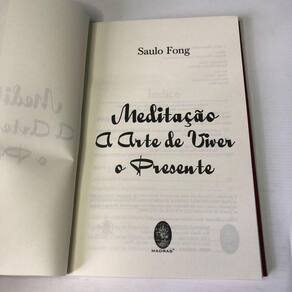 Saulo Fong
Meditação
A Arte de Viver
o Presente
MADRAS